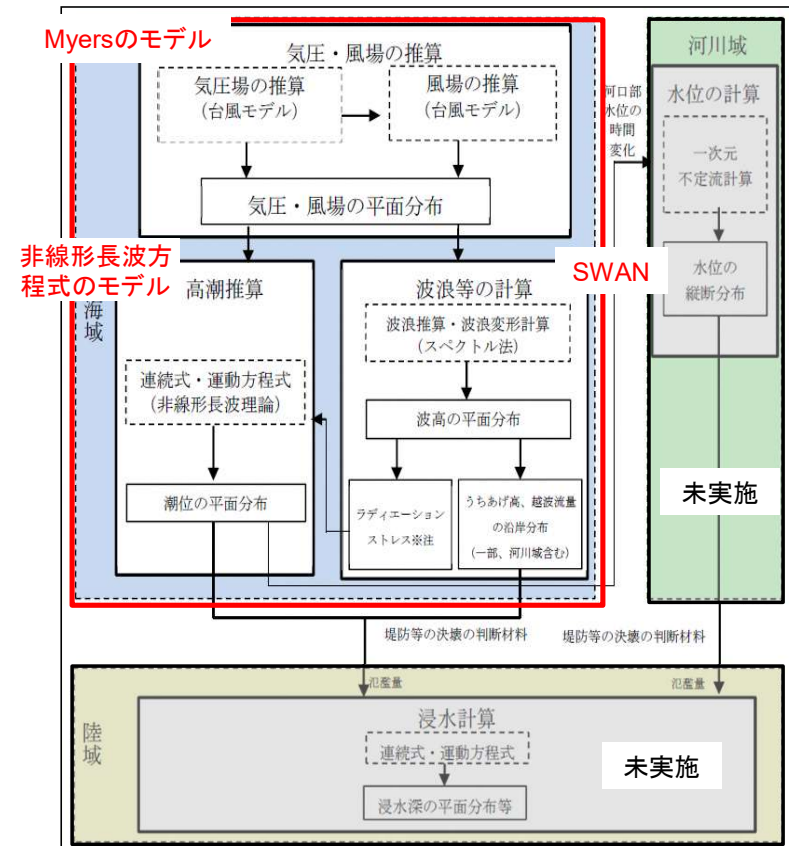 Myersのモデル
気圧・風場の推算
気圧場の推算
(台風モデル)
風場の推算
(台風モデル)
気圧・風場の平面分布
非線形長波方
程式のモデル
海域
高潮推算
連続式・運動方程式
(非線形長波理論)
潮位の平面分布
SWAN
波浪等の計算
波浪推算・波浪変形計算
(スペクトル法)
波高の平面分布
ラディエーション
ストレス※注
うちあげ高、越波流量
の沿岸分布
(一部、河川域含む)
河口部
水位の
時間
変化
河川域
水位の計算
一次元
不定流計算
水位の
縦断分布
未実施
堤防等の決壊の判断材料
堤防等の決壊の判断材料
氾濫量
氾濫量
陸域
浸水計算
連続式・運動方程式
浸水深の平面分布等
未実施